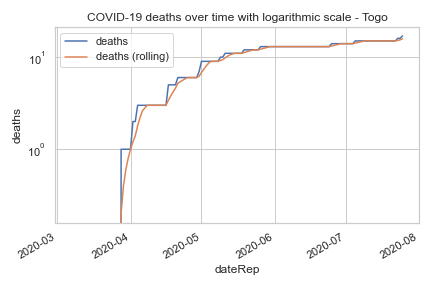 COVID-19 deaths over time with logarithmic scale - Togo
deaths
deaths (rolling)
10¹
10⁰
deaths
2020-03
2020-04
2020-05
2020-06
2020-07
2020-08
dateRep